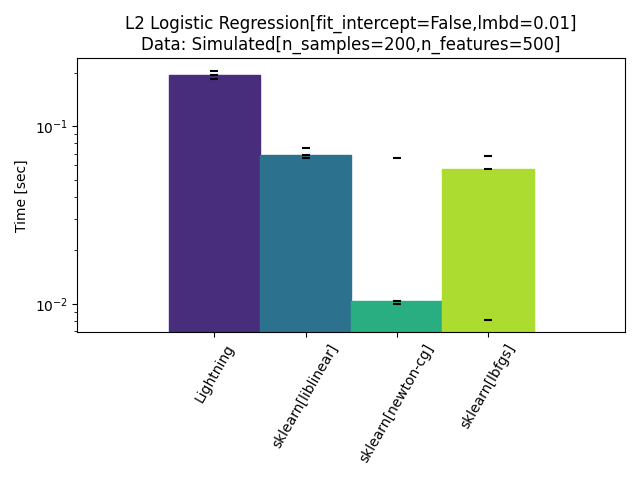 L2 Logistic Regression[fit_intercept=False,lmbd=0.01]
Data: Simulated[n_samples=200,n_features=500]
Time [sec]
10⁻¹
10⁻²
Lightning
sklearn[liblinear]
sklearn[newton-cg]
sklearn[lbfgs]